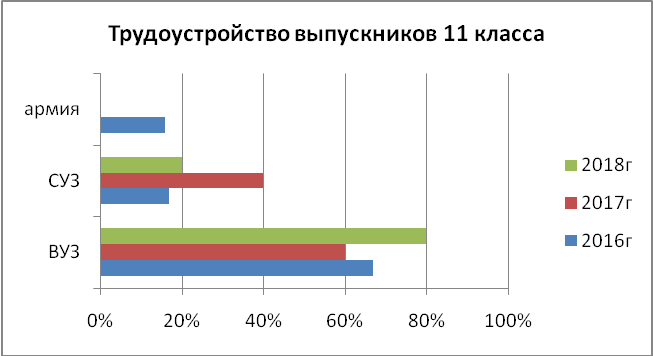 Трудоустройство выпускников 11 класса
армия
СУЗ
ВУЗ
0% 20% 40% 60% 80% 100%
2018г
2017г
2016г